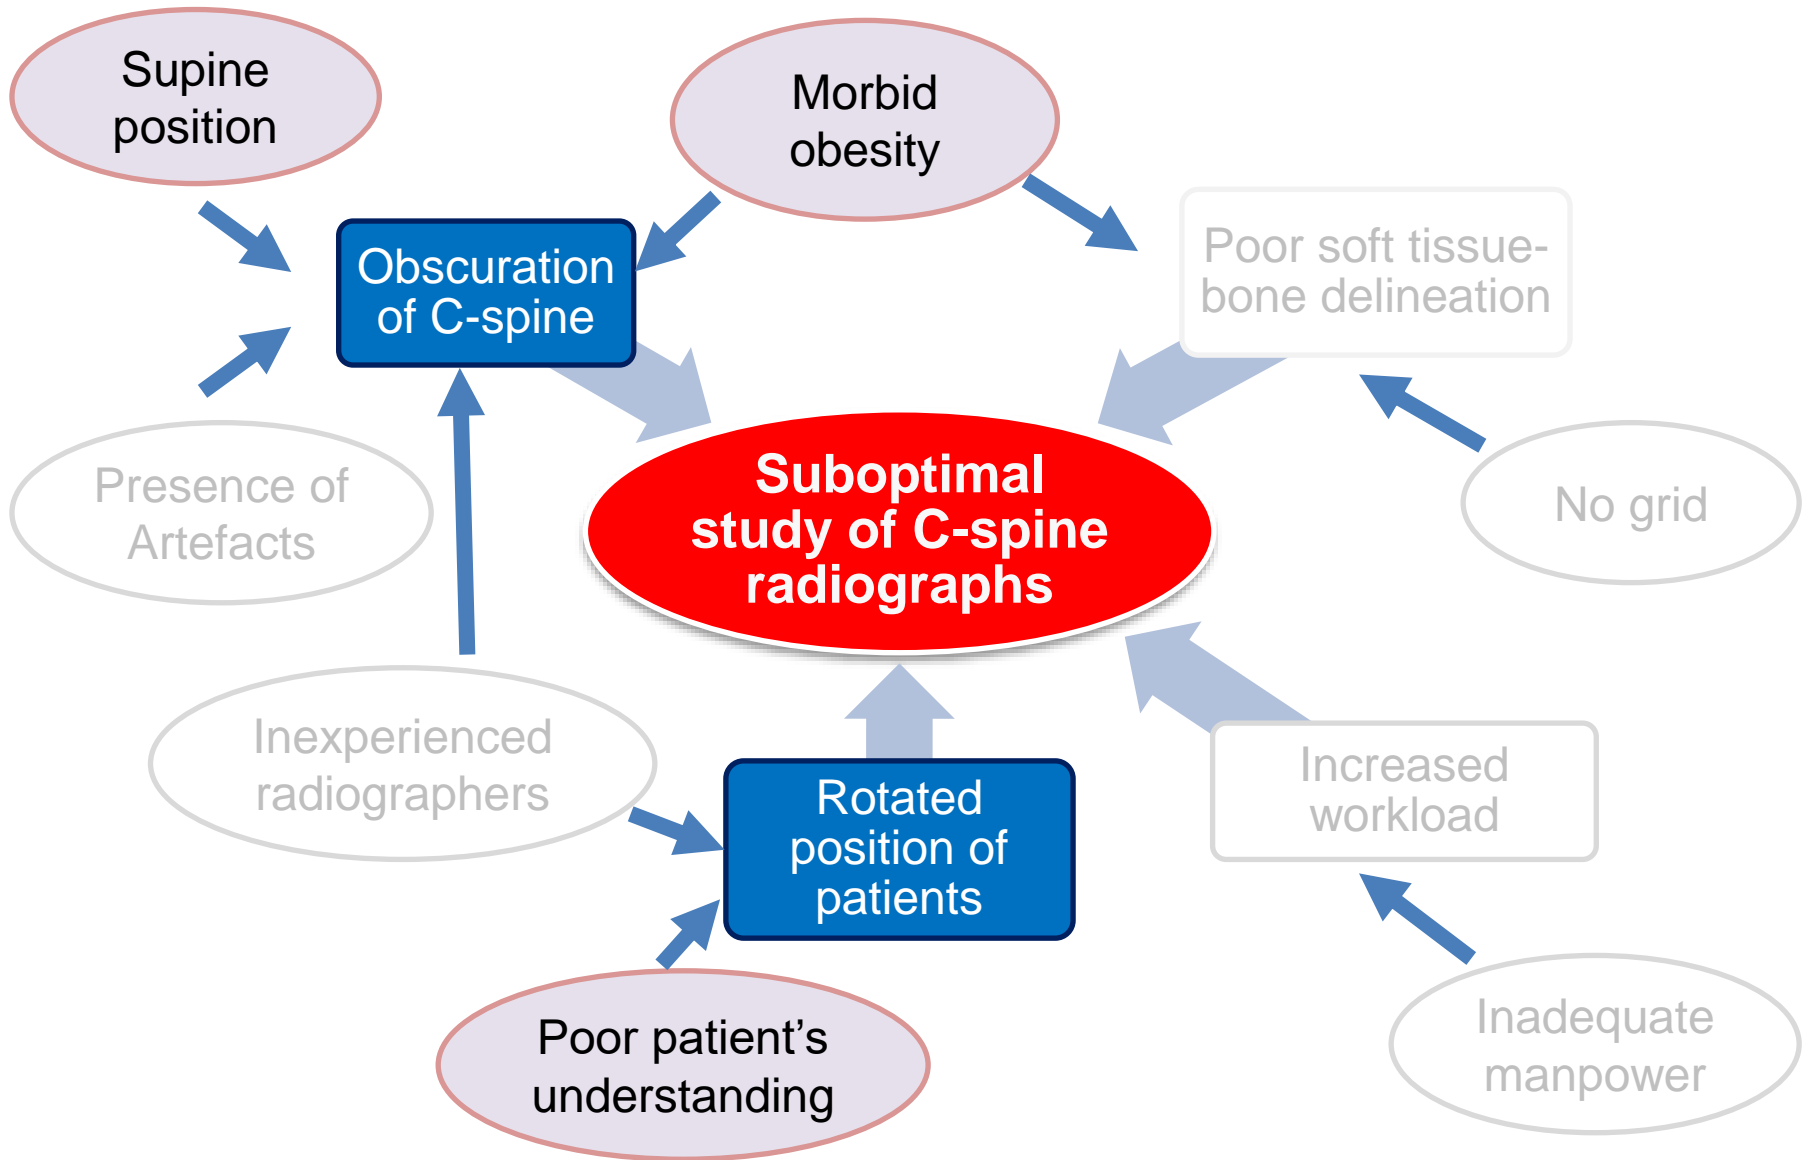 Supine
position
Morbid
obesity
Obscuration
of C-spine
Poor soft tissue-
bone delineation
Presence of
Artefacts
Suboptimal
study of C-spine
radiographs
No grid
Inexperienced
radiographers
Rotated
position of
patients
Increased
workload
Poor patient’s
understanding
Inadequate
manpower